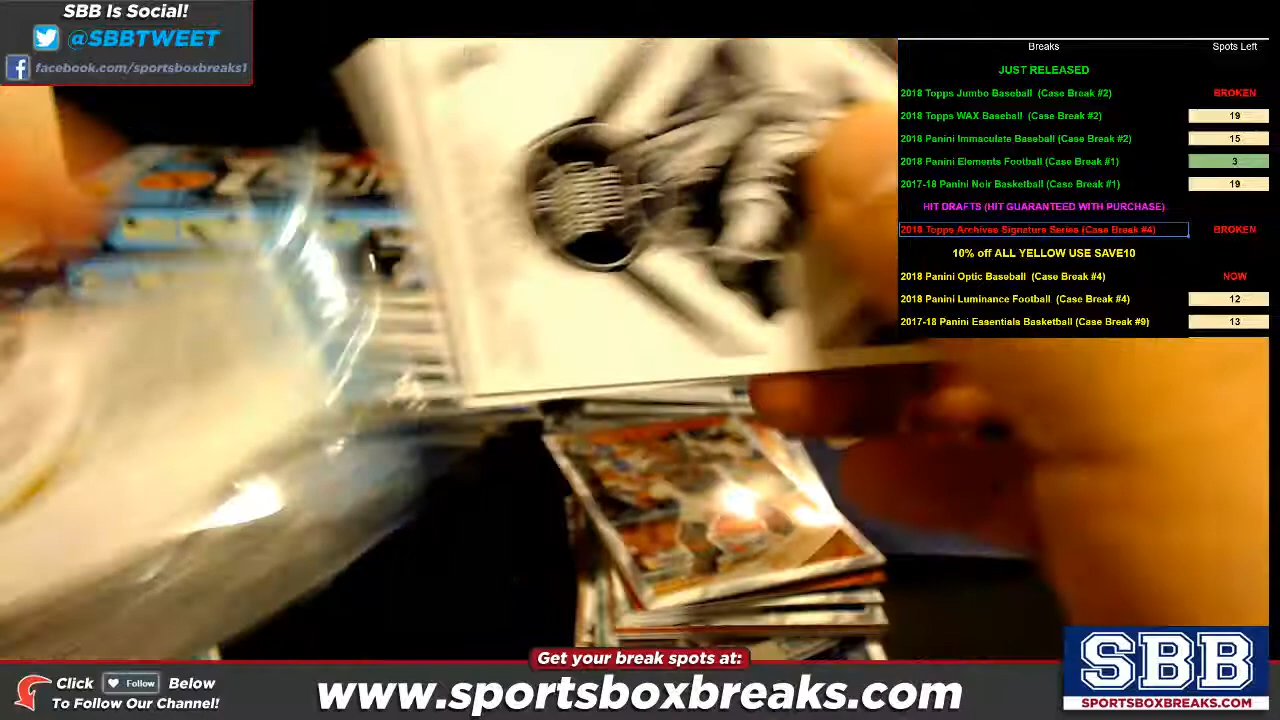 SBB Is Social!
@SBBTWEET
facebook.com/sportsboxbreaks1
Breaks Spots Left
JUST RELEASED
2018 Topps Jumbo Baseball (Case Break #2) BROKEN
2018 Topps WAX Baseball (Case Break #2) 19
2018 Panini Immaculate Baseball (Case Break #2) 15
2018 Panini Elements Football (Case Break #1) 3
2017-18 Panini Noir Basketball (Case Break #1) 19
HIT DRAFTS (HIT GUARANTEED WITH PURCHASE)
2018 Topps Archives Signature Series (Case Break #4) BROKEN
10% off ALL YELLOW USE SAVE10
2018 Panini Optic Baseball (Case Break #4) NOW
2018 Panini Luminance Football (Case Break #4) 12
2017-18 Panini Essentials Basketball (Case Break #9) 13
Get your break spots at:
Click Follow Below
To Follow Our Channel!
www.sportsboxbreaks.com
SBB
SPORTSBOXBREAKS.COM